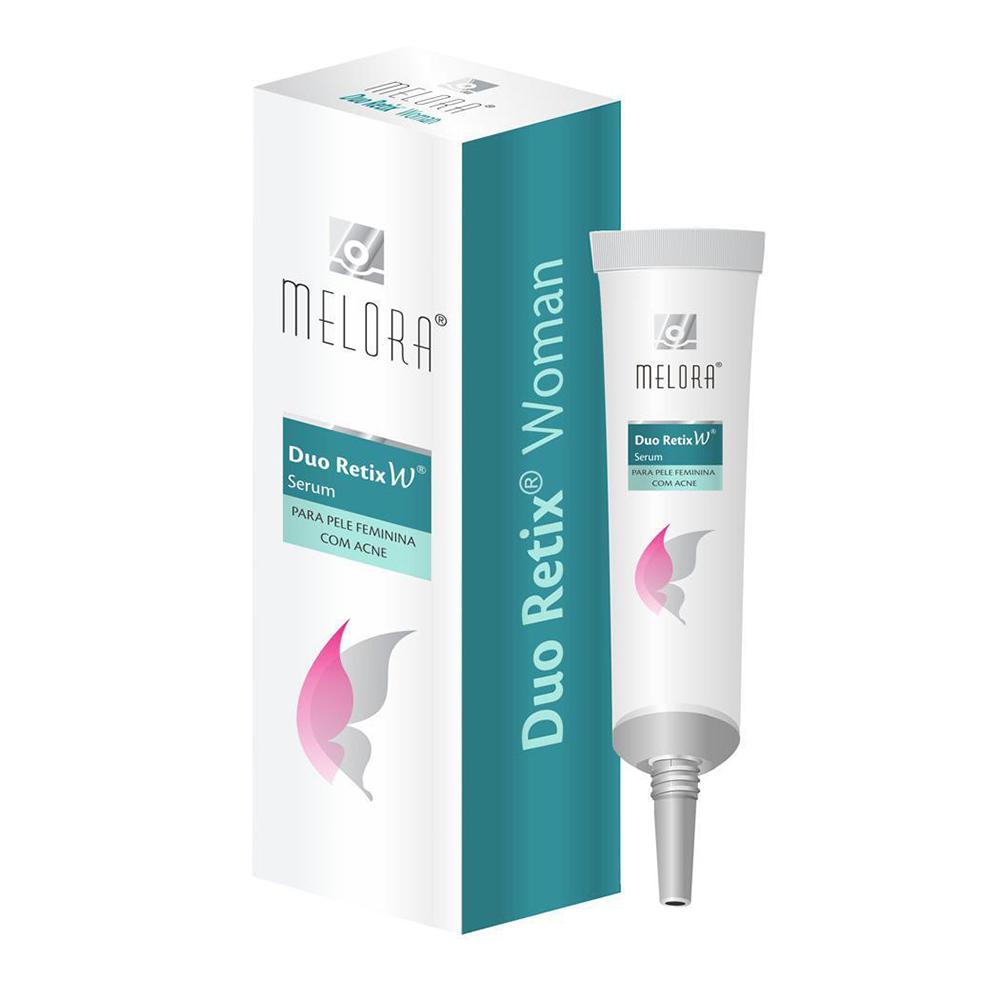 MELORA®
Duo Retix® Woman
MELORA®
Duo Retix W®
Serum
PARA PELE FEMININA
COM ACNE
Duo Retix® Woman
MELORA®
Duo Retix W®
Serum
PARA PELE FEMININA
COM ACNE